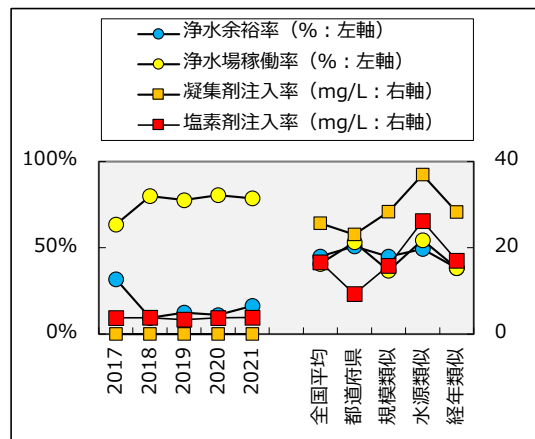 浄水余裕率（%：左軸）
浄水場稼働率（%：左軸）
凝集剤注入率（mg/L：右軸）
塩素剤注入率（mg/L：右軸）
100%
50%
0%
40
20
0
2017
2018
2019
2020
2021
全国平均
都道府県
規模類似
水源類似
経年類似